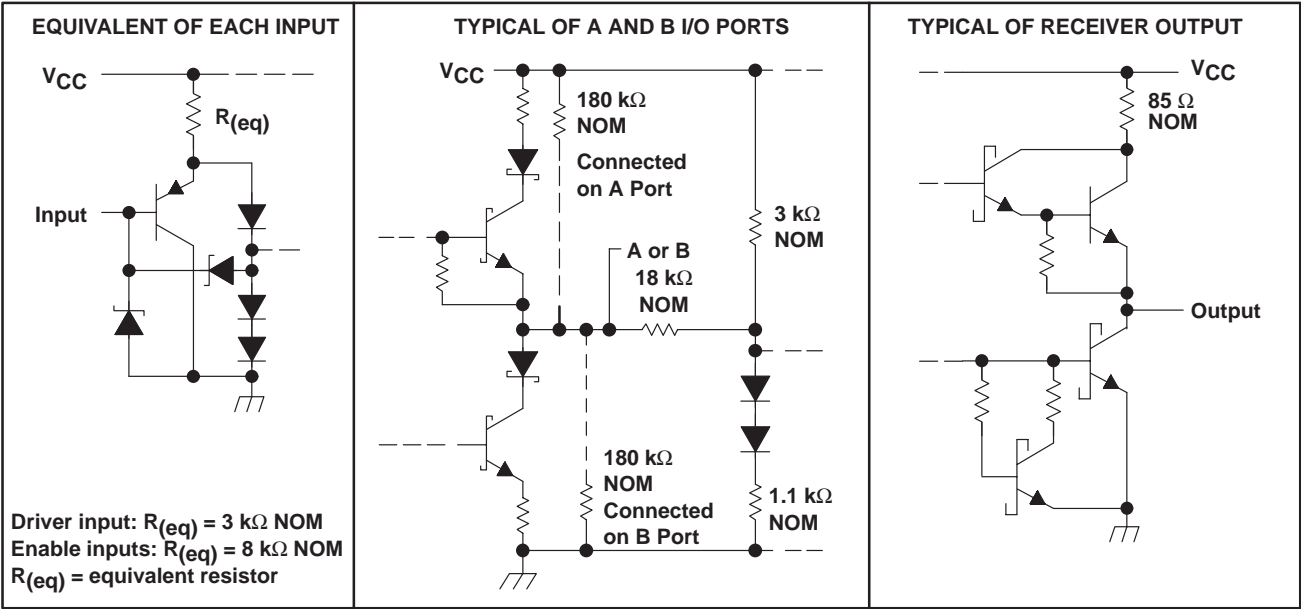 EQUIVALENT OF EACH INPUT
VCC
R(eq)
Input
Driver input: R(eq) = 3 kΩ NOM
Enable inputs: R(eq) = 8 kΩ NOM
R(eq) = equivalent resistor
TYPICAL OF A AND B I/O PORTS
VCC
180 kΩ
NOM
Connected
on A Port
3 kΩ
NOM
A or B
18 kΩ
NOM
180 kΩ
NOM
Connected
on B Port
1.1 kΩ
NOM
TYPICAL OF RECEIVER OUTPUT
VCC
85 Ω
NOM
Output